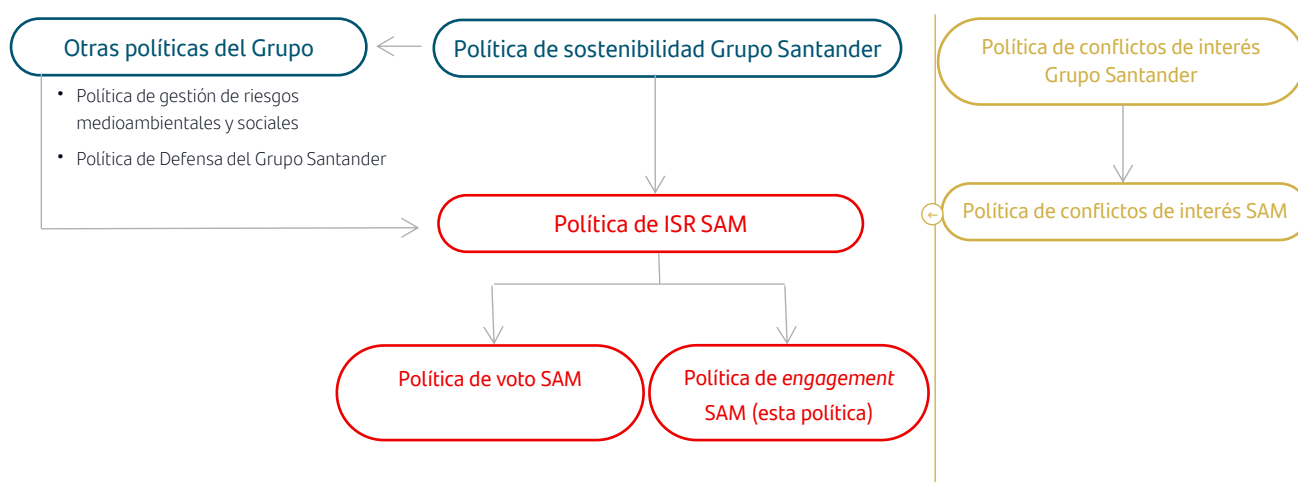 Otras políticas del Grupo
Política de sostenibilidad Grupo Santander
Política de conflictos de interés
Grupo Santander
• Política de gestión de riesgos
medioambientales y sociales
• Política de Defensa del Grupo Santander
Política de ISR SAM
Política de conflictos de interés SAM
Política de voto SAM
Política de engagement
SAM (esta política)